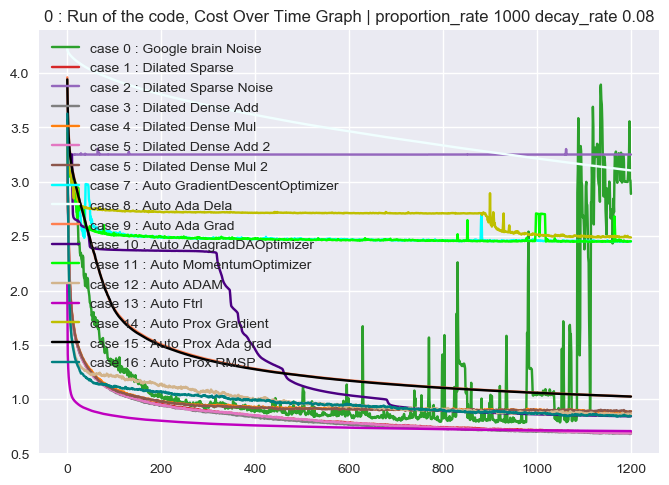 0 : Run of the code, Cost Over Time Graph | proportion_rate 1000 decay_rate 0.08
case 0 : Google brain Noise
case 1 : Dilated Sparse
case 2 : Dilated Sparse Noise
case 3 : Dilated Dense Add
case 4 : Dilated Dense Mul
case 5 : Dilated Dense Add 2
case 5 : Dilated Dense Mul 2
case 7 : Auto GradientDescentOptimizer
case 8 : Auto Ada Dela
case 9 : Auto Ada Grad
case 10 : Auto AdagradDAOptimizer
case 11 : Auto MomentumOptimizer
case 12 : Auto ADAM
case 13 : Auto Ftrl
case 14 : Auto Prox Gradient
case 15 : Auto Prox Ada grad
case 16 : Auto Prox RMSP
4.0
3.5
3.0
2.5
2.0
1.5
1.0
0.5
0 200 400 600 800 1000 1200